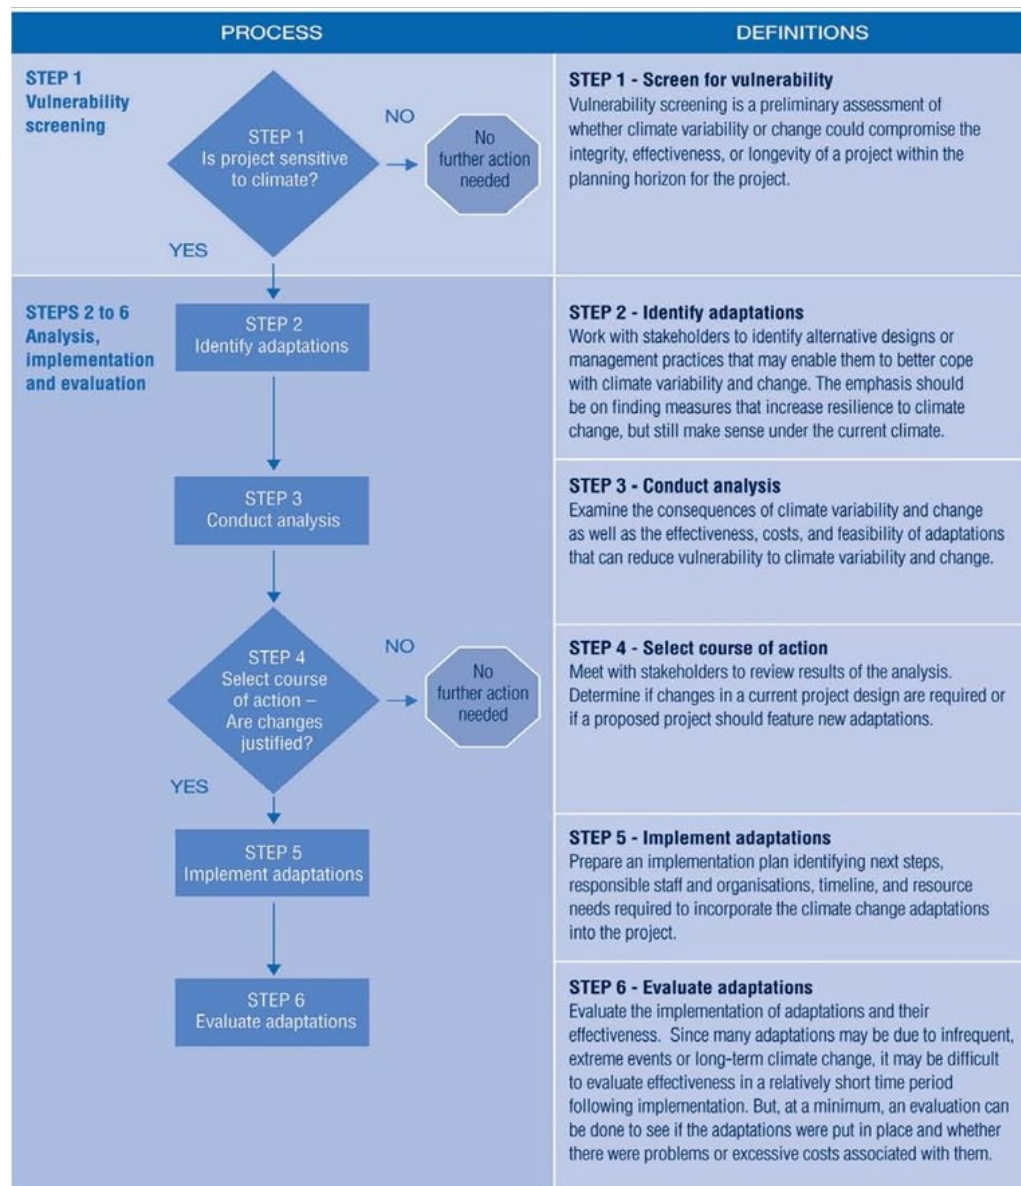 PROCESS
DEFINITIONS
STEP 1
Vulnerability
screening
STEP 1
Is project sensitive
to climate?
NO
No
further action
needed
YES
STEP 1 - Screen for vulnerability
Vulnerability screening is a preliminary assessment of
whether climate variability or change could compromise the
integrity, effectiveness, or longevity of a project within the
planning horizon for the project.
STEPS 2 to 6
Analysis,
implementation
and evaluation
STEP 2
Identify adaptations
STEP 2 - Identify adaptations
Work with stakeholders to identify alternative designs or
management practices that may enable them to better cope
with climate variability and change. The emphasis should
be on finding measures that increase resilience to climate
change, but still make sense under the current climate.
STEP 3
Conduct analysis
STEP 3 - Conduct analysis
Examine the consequences of climate variability and change
as well as the effectiveness, costs, and feasibility of adaptations
that can reduce vulnerability to climate variability and change.
STEP 4
Select course
of action –
Are changes
justified?
NO
No
further action
needed
YES
STEP 4 - Select course of action
Meet with stakeholders to review results of the analysis.
Determine if changes in a current project design are required or
if a proposed project should feature new adaptations.
STEP 5
Implement adaptations
STEP 5 - Implement adaptations
Prepare an implementation plan identifying next steps,
responsible staff and organisations, timeline, and resource
needs required to incorporate the climate change adaptations
into the project.
STEP 6
Evaluate adaptations
STEP 6 - Evaluate adaptations
Evaluate the implementation of adaptations and their
effectiveness. Since many adaptations may be due to infrequent,
extreme events or long-term climate change, it may be difficult
to evaluate effectiveness in a relatively short time period
following implementation. But, at a minimum, an evaluation can
be done to see if the adaptations were put in place and whether
there were problems or excessive costs associated with them.